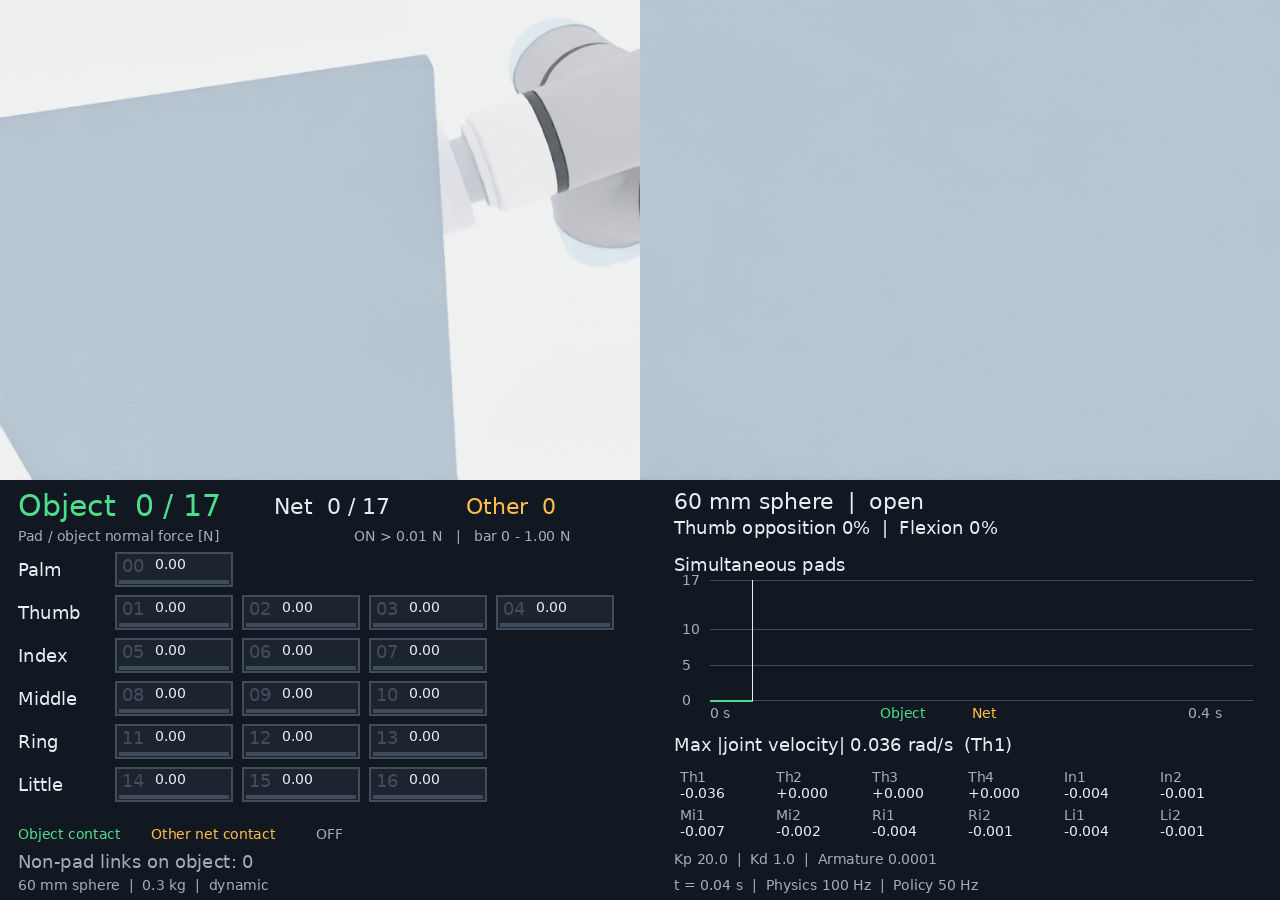 Object 0 / 17 Net 0 / 17 Other 0
Pad / object normal force [N] ON > 0.01 N | bar 0 - 1.00 N
Palm 00 0.00
Thumb 01 0.00 02 0.00 03 0.00 04 0.00
Index 05 0.00 06 0.00 07 0.00
Middle 08 0.00 09 0.00 10 0.00
Ring 11 0.00 12 0.00 13 0.00
Little 14 0.00 15 0.00 16 0.00
Object contact Other net contact OFF
Non-pad links on object: 0
60 mm sphere | 0.3 kg | dynamic
60 mm sphere | open
Thumb opposition 0% | Flexion 0%
Simultaneous pads
17
10
5
0
0 s Object Net 0.4 s
Max |joint velocity| 0.036 rad/s (Th1)
Th1 Th2 Th3 Th4 In1 In2
-0.036 +0.000 +0.000 +0.000 -0.004 -0.001
Mi1 Mi2 Ri1 Ri2 Li1 Li2
-0.007 -0.002 -0.004 -0.001 -0.004 -0.001
Kp 20.0 | Kd 1.0 | Armature 0.0001
t = 0.04 s | Physics 100 Hz | Policy 50 Hz